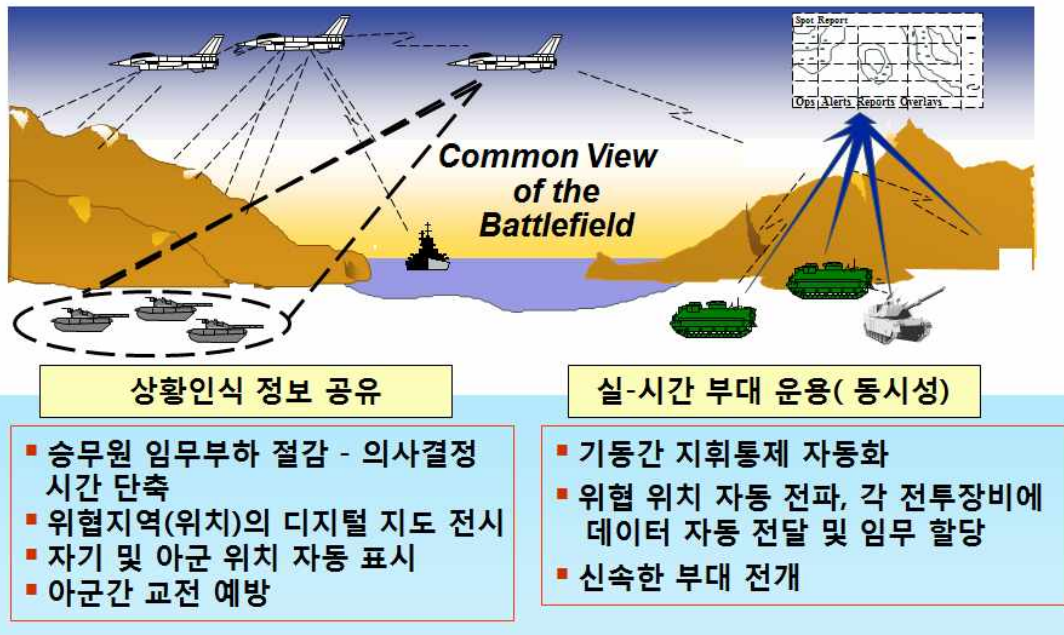 Spot Report
Ops Alerts Reports Overlays
Common View
of the
Battlefield
상황인식 정보 공유
▪ 승무원 임무부하 절감 - 의사결정
시간 단축
▪ 위협지역(위치)의 디지털 지도 전시
▪ 자기 및 아군 위치 자동 표시
▪ 아군간 교전 예방
실-시간 부대 운용( 동시성)
▪ 기동간 지휘통제 자동화
▪ 위협 위치 자동 전파, 각 전투장비에
데이터 자동 전달 및 임무 할당
▪ 신속한 부대 전개